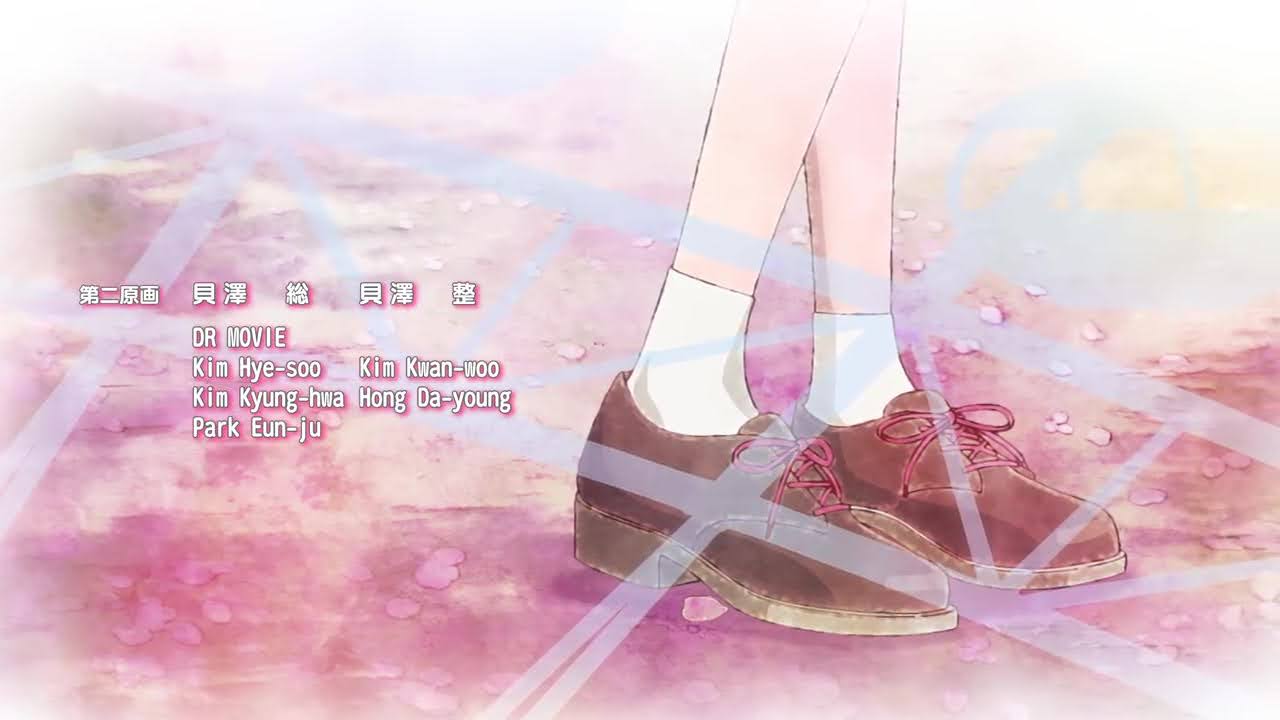 第二原画 貝澤 総 貝澤 整
DR MOVIE
Kim Hye-soo Kim Kwan-woo
Kim Kyung-hwa Hong Da-young
Park Eun-ju